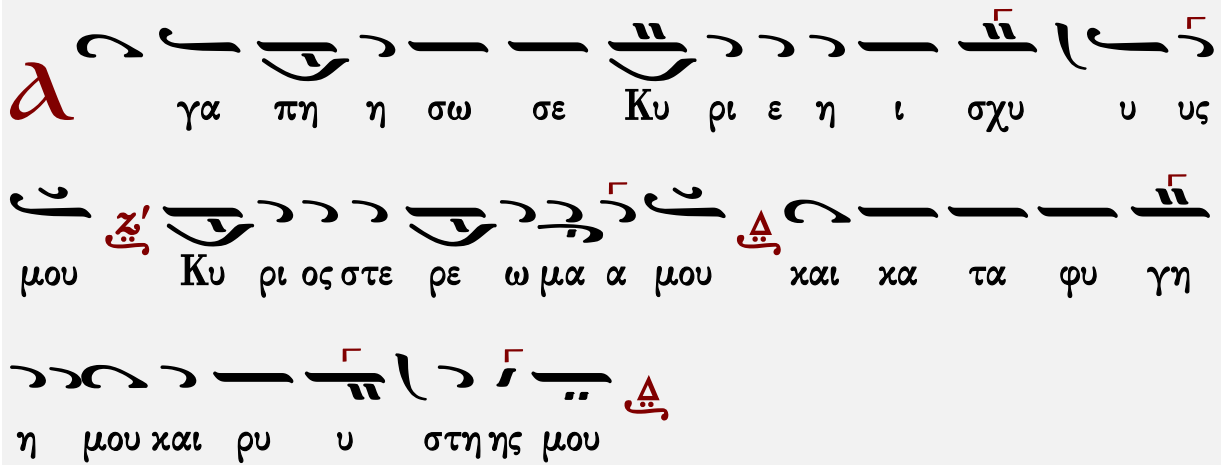 α γα πη η σω σε Κυ ρι ε η ι σχυ υ υς
μου ζ′ Κυ ρι ος στε ρε ω μα α μου Δ και κα τα φυ γη
η μου και ρυ υ στη ης μου Δ